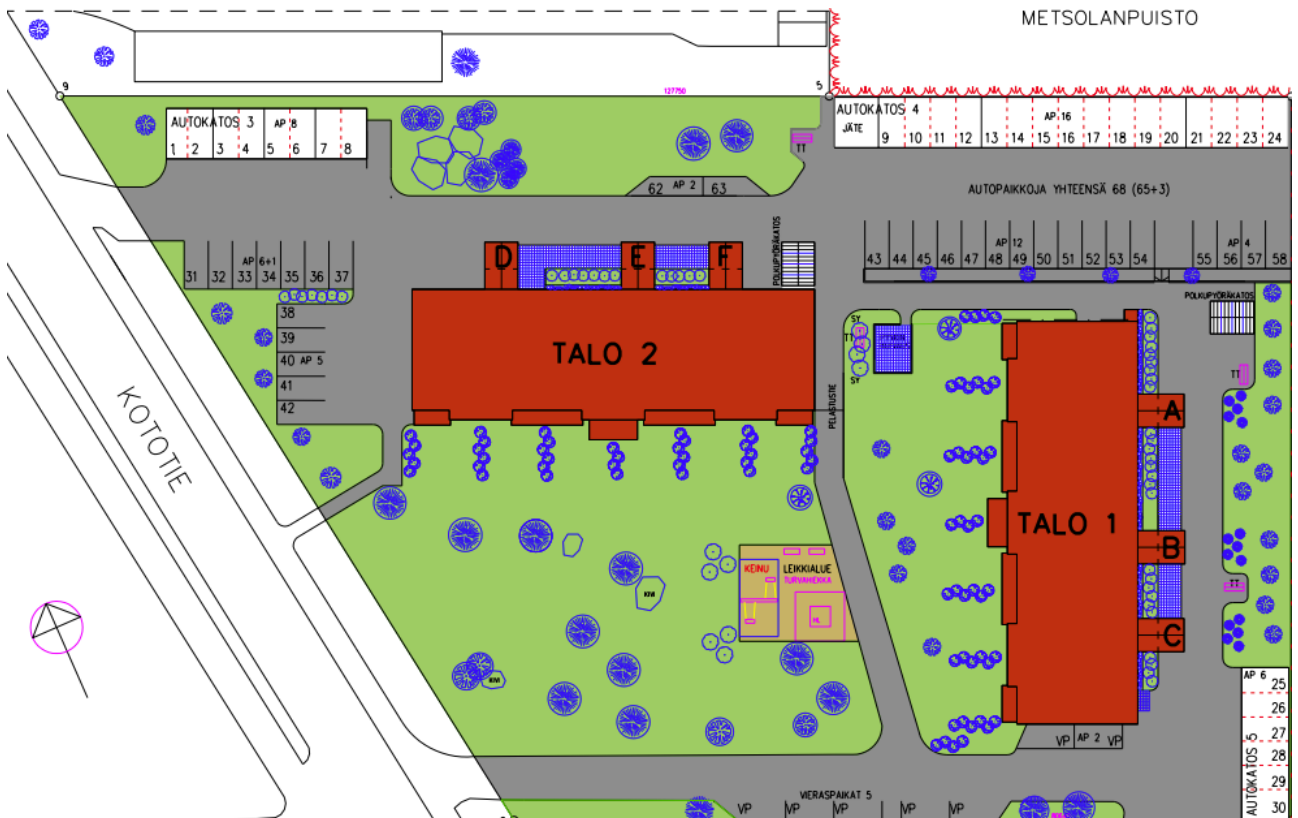 METSOLANPUISTO
9
127750
5
AUTOKATOS 3 AP 8
1 2 3 4 5 6 7 8
AUTOKATOS 4
JÄTE
AP 16
9 10 11 12 13 14 15 16 17 18 19 20 21 22 23 24
TT
62 AP 2 63
AUTOPAIKKOJA YHTEENSÄ 68 (65+3)
POLKUPYÖRÄKATOS
D E F
AP 6+1
31 32 33 34 35 36 37
AP 12
43 44 45 46 47 48 49 50 51 52 53 54
AP 4
55 56 57 58
POLKUPYÖRÄKATOS
38
39
40 AP 5
41
42
TALO 2
SY
TT
SY
PELASTUSTIE
TT
A
KOTOTIE
TALO 1
B
KEINU
LEIKKIALUE
TURVAHIEKKA
KIVI
HL
TT
C
KIVI
AP 6
25
26
27
28
29
30
AUTOKATOS 5
VP AP 2 VP
VIERASPAIKAT 5
VP VP VP VP VP